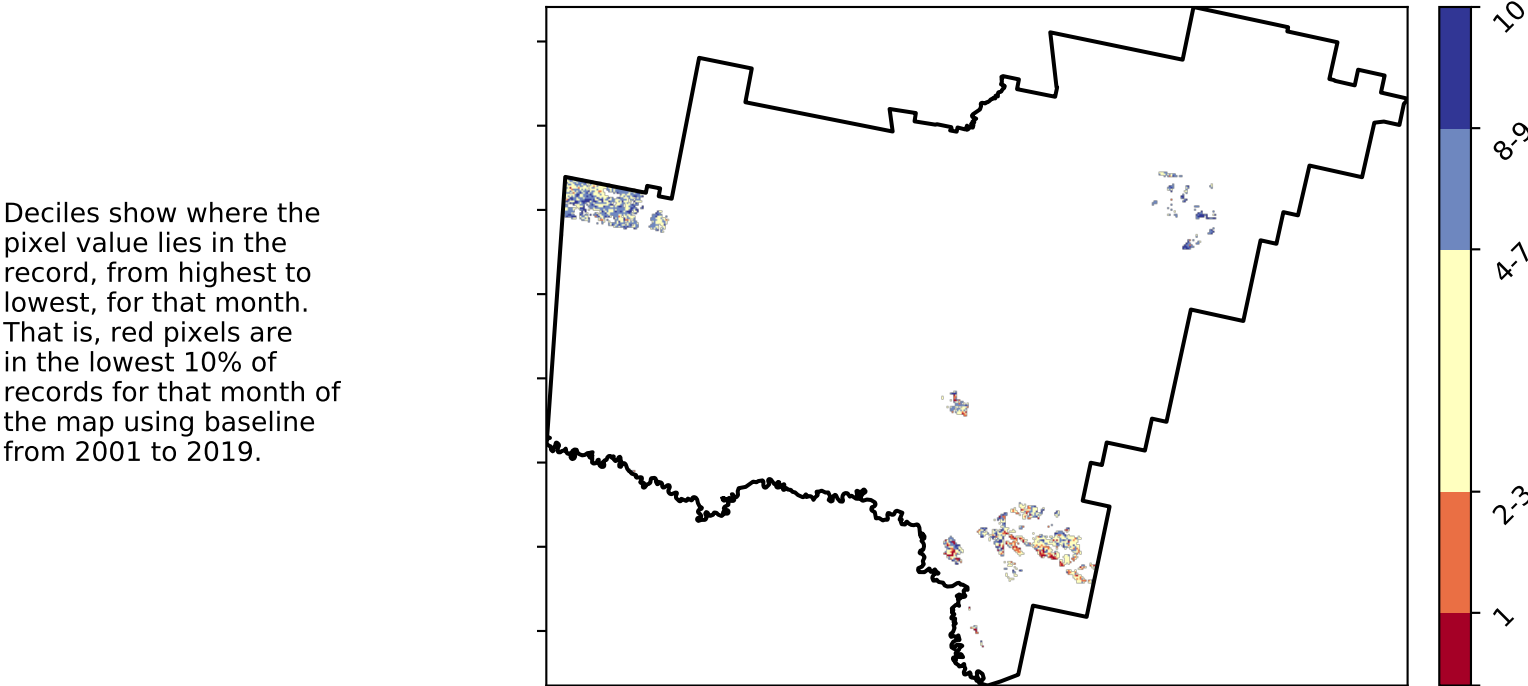 Deciles show where the
pixel value lies in the
record, from highest to
lowest, for that month.
That is, red pixels are
in the lowest 10% of
records for that month of
the map using baseline
from 2001 to 2019.
10
8-9
4-7
2-3
1